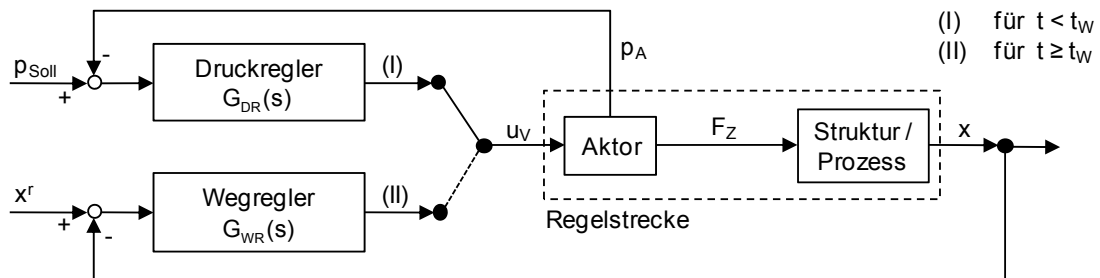 (I) für t < t_W
(II) für t ≥ t_W
p_A
-
p_Soll
+
Druckregler
G_DR(s)
(I)
u_V
Aktor
F_Z
Struktur /
Prozess
x
x^r
+
-
Wegregler
G_WR(s)
(II)
Regelstrecke